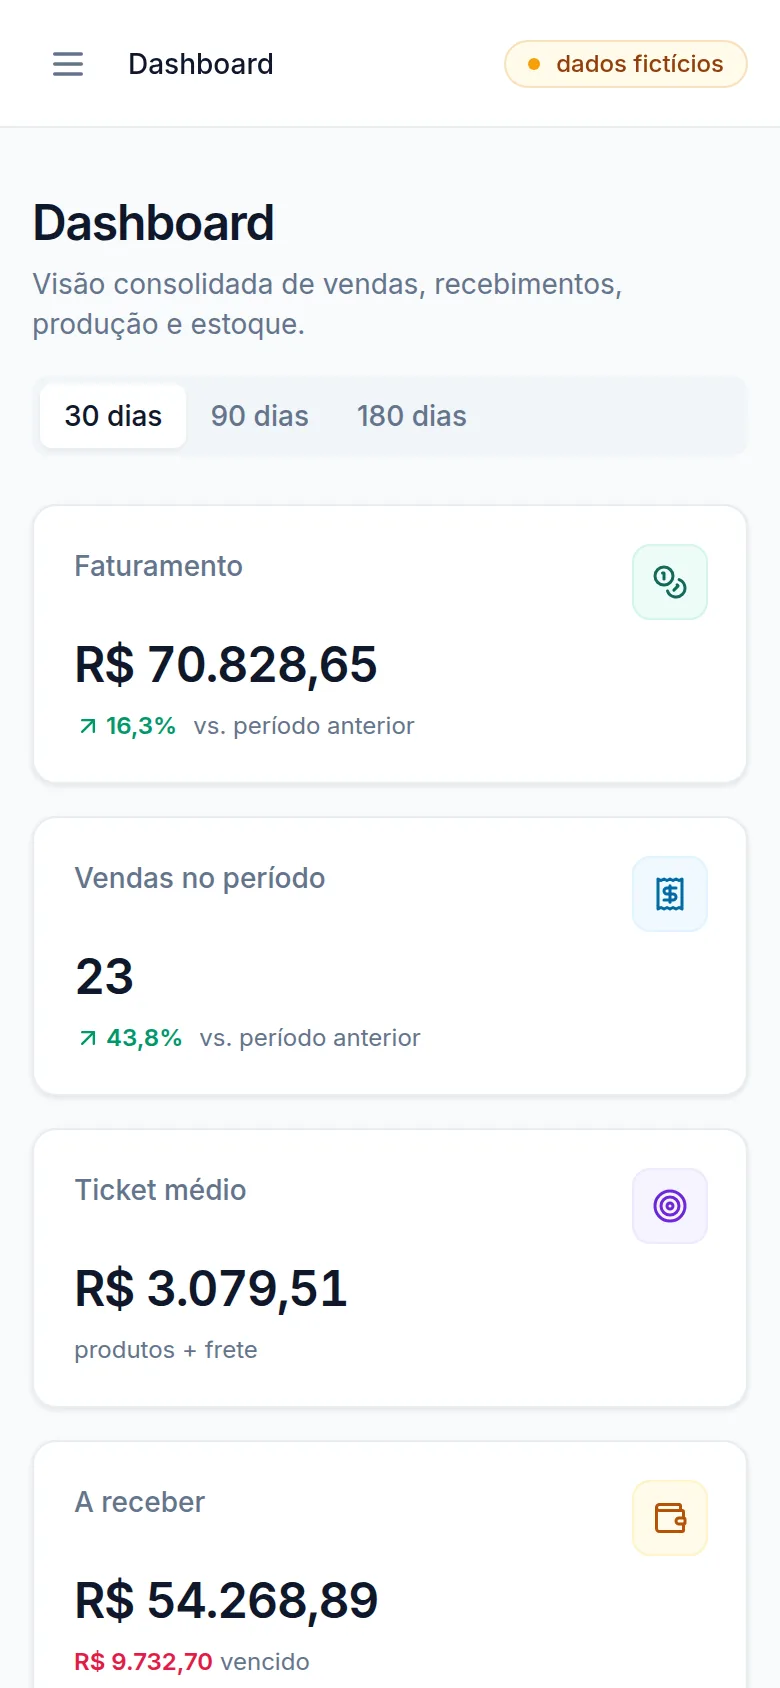 Dashboard
dados fictícios
Dashboard
Visão consolidada de vendas, recebimentos,
produção e estoque.
30 dias
90 dias
180 dias
Faturamento
R$ 70.828,65
16,3% vs. período anterior
Vendas no período
23
43,8% vs. período anterior
Ticket médio
R$ 3.079,51
produtos + frete
A receber
R$ 54.268,89
R$ 9.732,70 vencido